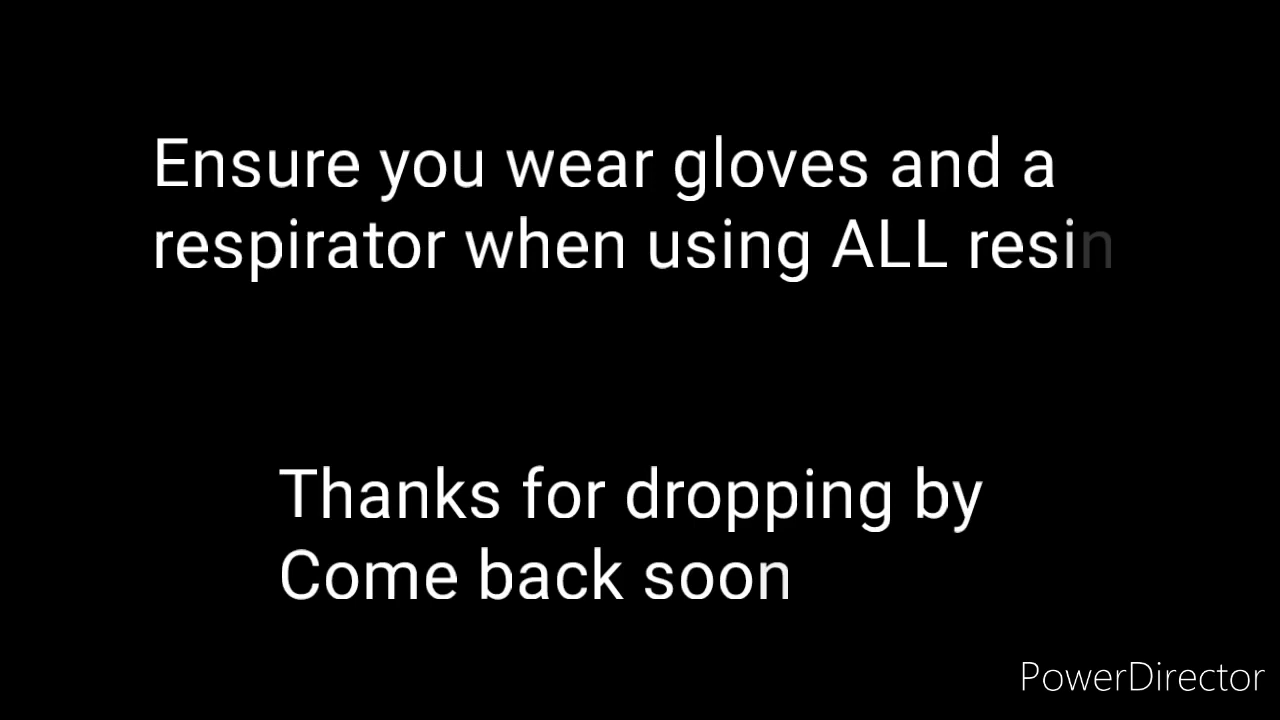 Ensure you wear gloves and a
respirator when using ALL resin
Thanks for dropping by
Come back soon
PowerDirector